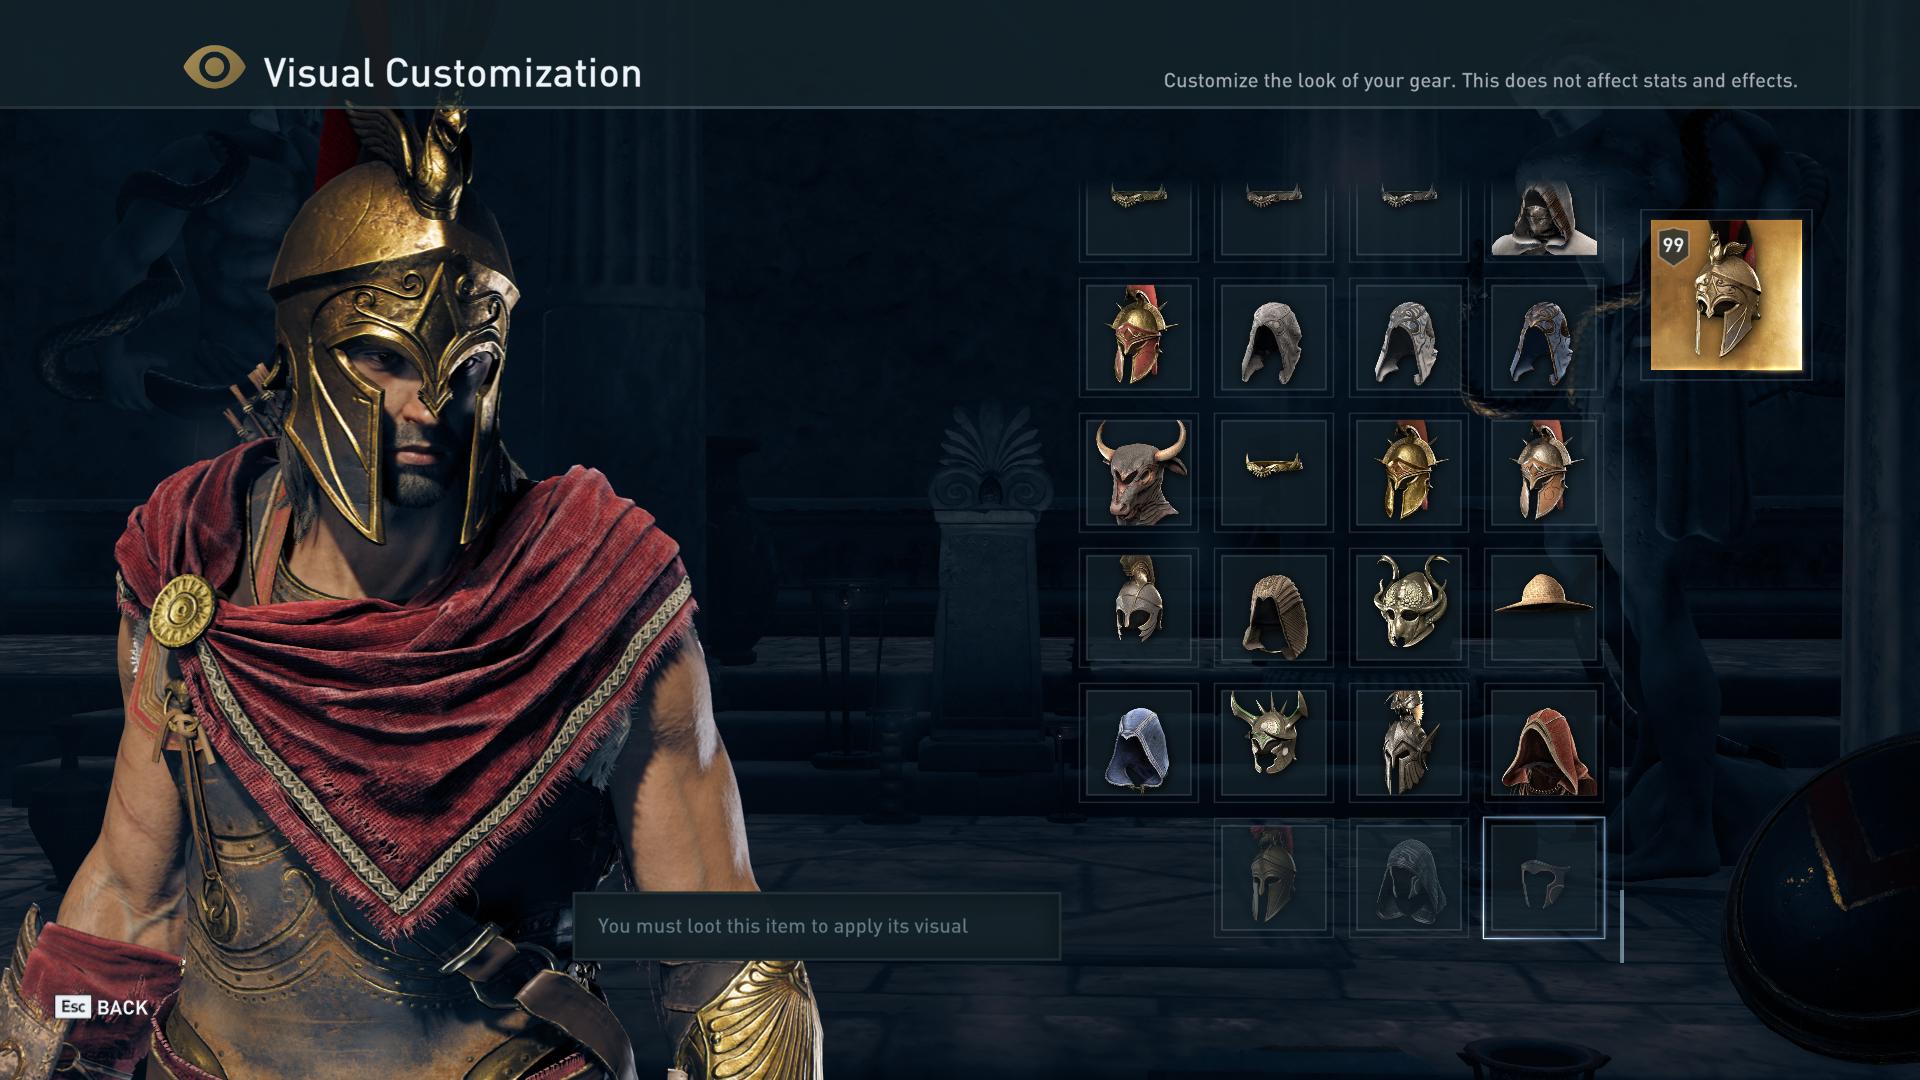 Visual Customization
Customize the look of your gear. This does not affect stats and effects.
99
You must loot this item to apply its visual
Esc BACK